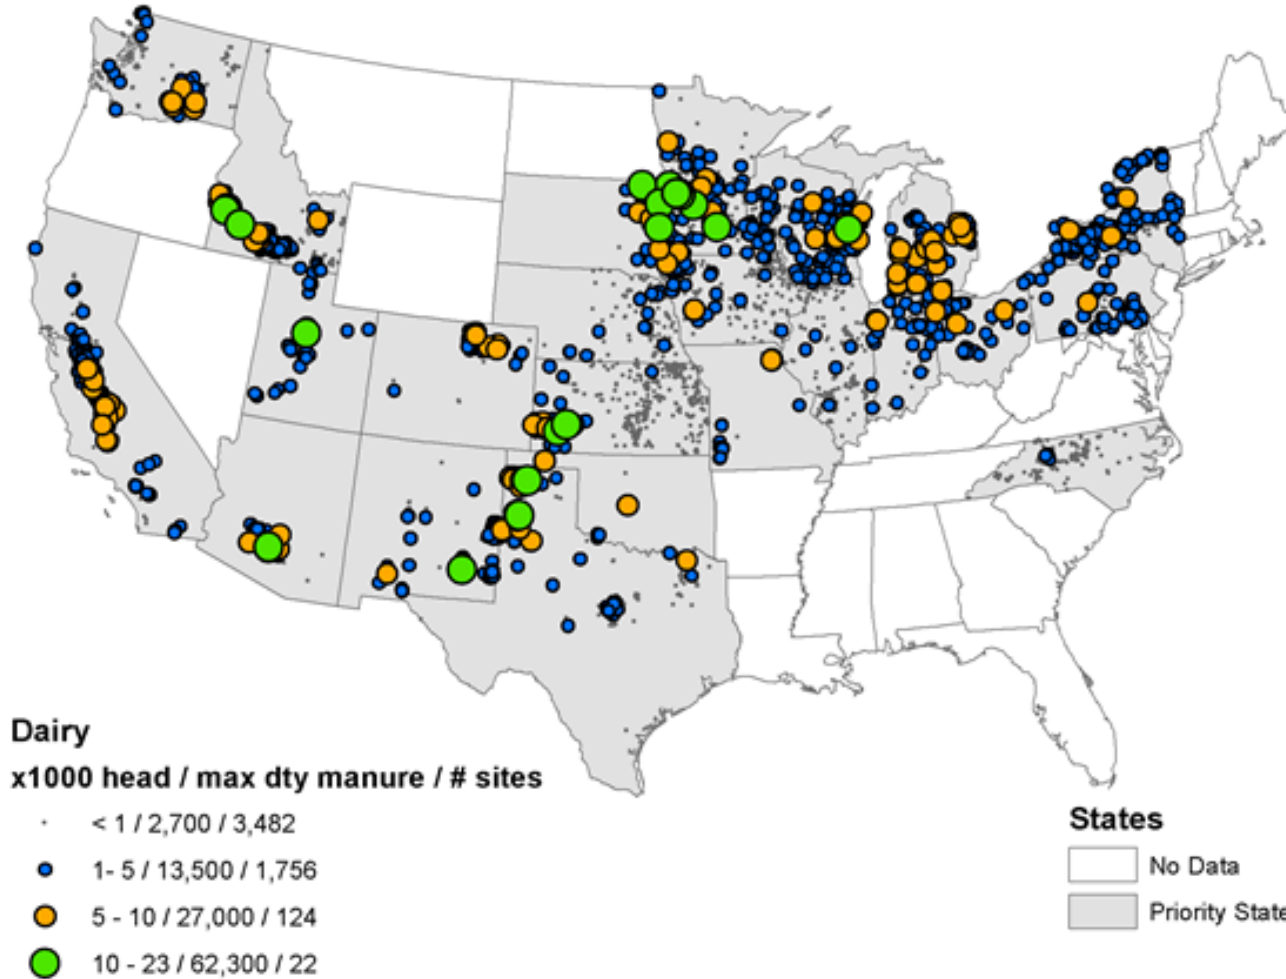 Dairy
x1000 head / max dty manure / # sites
< 1 / 2,700 / 3,482
1- 5 / 13,500 / 1,756
5 - 10 / 27,000 / 124
10 - 23 / 62,300 / 22
States
No Data
Priority State